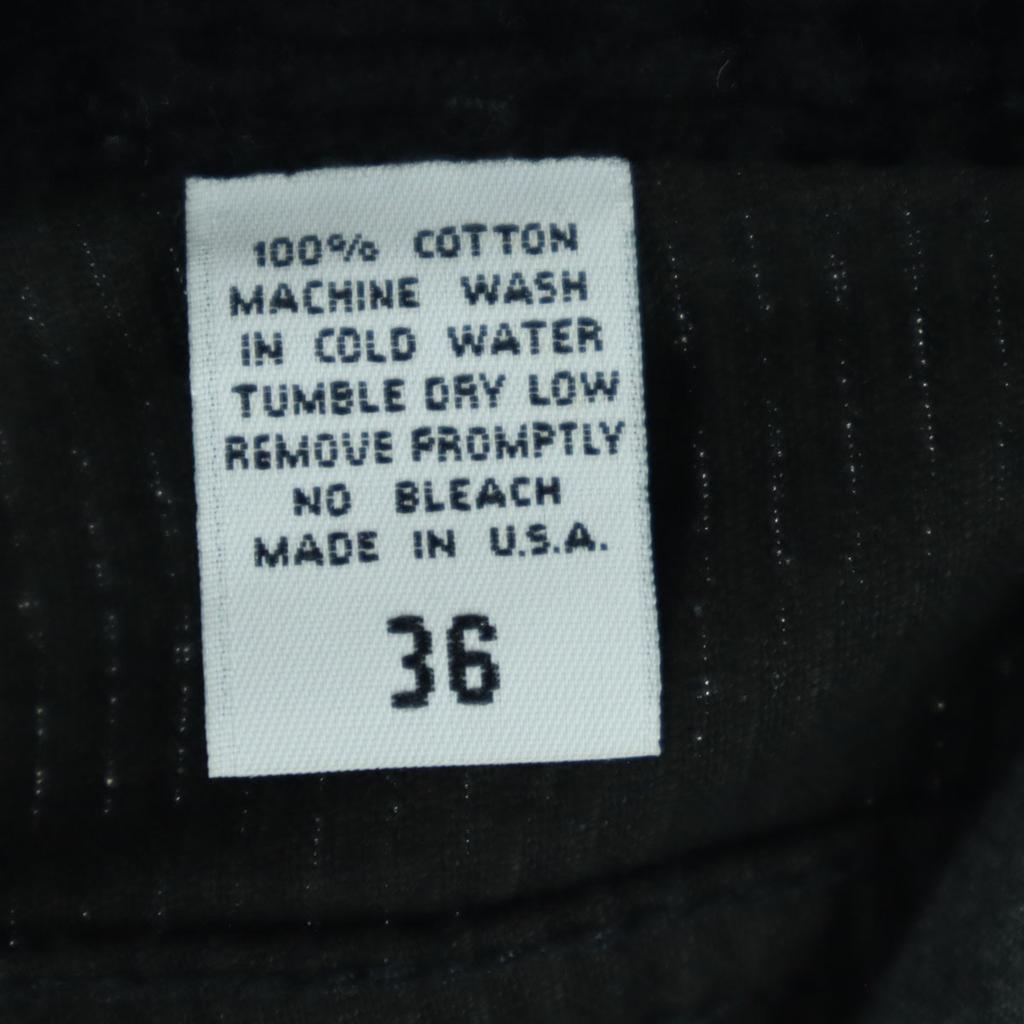 100% COTTON
MACHINE WASH
IN COLD WATER
TUMBLE DRY LOW
REMOVE PROMPTLY
NO BLEACH
MADE IN U.S.A.
36